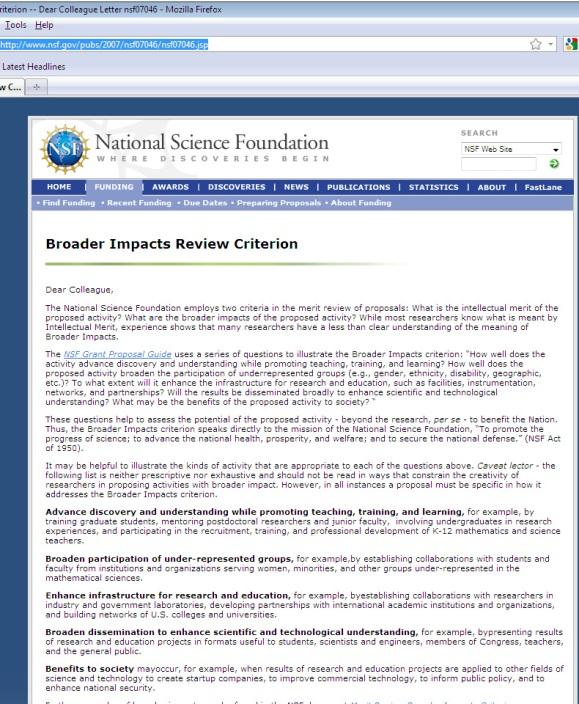 riterion -- Dear Colleague Letter nsf07046 - Mozilla Firefox
Tools Help
http://www.nsf.gov/pubs/2007/nsf07046/nsf07046.jsp
Latest Headlines
w C...
NSF
National Science Foundation
WHERE DISCOVERIES BEGIN
SEARCH
NSF Web Site
HOME | FUNDING | AWARDS | DISCOVERIES | NEWS | PUBLICATIONS | STATISTICS | ABOUT | FastLane
• Find Funding • Recent Funding • Due Dates • Preparing Proposals • About Funding
Broader Impacts Review Criterion
Dear Colleague,
The National Science Foundation employs two criteria in the merit review of proposals: What is the intellectual merit of the
proposed activity? What are the broader impacts of the proposed activity? While most researchers know what is meant by
Intellectual Merit, experience shows that many researchers have a less than clear understanding of the meaning of
Broader Impacts.
The NSF Grant Proposal Guide uses a series of questions to illustrate the Broader Impacts criterion: "How well does the
activity advance discovery and understanding while promoting teaching, training, and learning? How well does the
proposed activity broaden the participation of underrepresented groups (e.g., gender, ethnicity, disability, geographic,
etc.)? To what extent will it enhance the infrastructure for research and education, such as facilities, instrumentation,
networks, and partnerships? Will the results be disseminated broadly to enhance scientific and technological
understanding? What may be the benefits of the proposed activity to society? "
These questions help to assess the potential of the proposed activity - beyond the research, per se - to benefit the Nation.
Thus, the Broader Impacts criterion speaks directly to the mission of the National Science Foundation, "To promote the
progress of science; to advance the national health, prosperity, and welfare; and to secure the national defense." (NSF Act
of 1950).
It may be helpful to illustrate the kinds of activity that are appropriate to each of the questions above. Caveat lector - the
following list is neither prescriptive nor exhaustive and should not be read in ways that constrain the creativity of
researchers in proposing activities with broader impact. However, in all instances a proposal must be specific in how it
addresses the Broader Impacts criterion.
Advance discovery and understanding while promoting teaching, training, and learning, for example, by
training graduate students, mentoring postdoctoral researchers and junior faculty, involving undergraduates in research
experiences, and participating in the recruitment, training, and professional development of K-12 mathematics and science
teachers.
Broaden participation of under-represented groups, for example,by establishing collaborations with students and
faculty from institutions and organizations serving women, minorities, and other groups under-represented in the
mathematical sciences.
Enhance infrastructure for research and education, for example, byestablishing collaborations with researchers in
industry and government laboratories, developing partnerships with international academic institutions and organizations,
and building networks of U.S. colleges and universities.
Broaden dissemination to enhance scientific and technological understanding, for example, bypresenting results
of research and education projects in formats useful to students, scientists and engineers, members of Congress, teachers,
and the general public.
Benefits to society mayoccur, for example, when results of research and education projects are applied to other fields of
science and technology to create startup companies, to improve commercial technology, to inform public policy, and to
enhance national security.